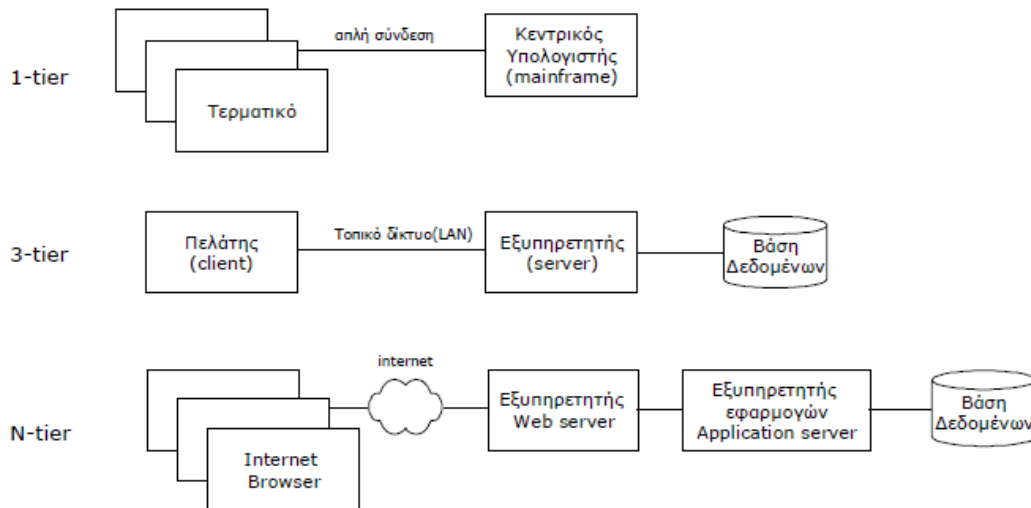 1-tier
Τερματικό
απλή σύνδεση
Κεντρικός
Υπολογιστής
(mainframe)
3-tier
Πελάτης
(client)
Τοπικό δίκτυο(LAN)
Εξυπηρετητής
(server)
Βάση
Δεδομένων
N-tier
Internet
Browser
internet
Εξυπηρετητής
Web server
Εξυπηρετητής
εφαρμογών
Application server
Βάση
Δεδομένων